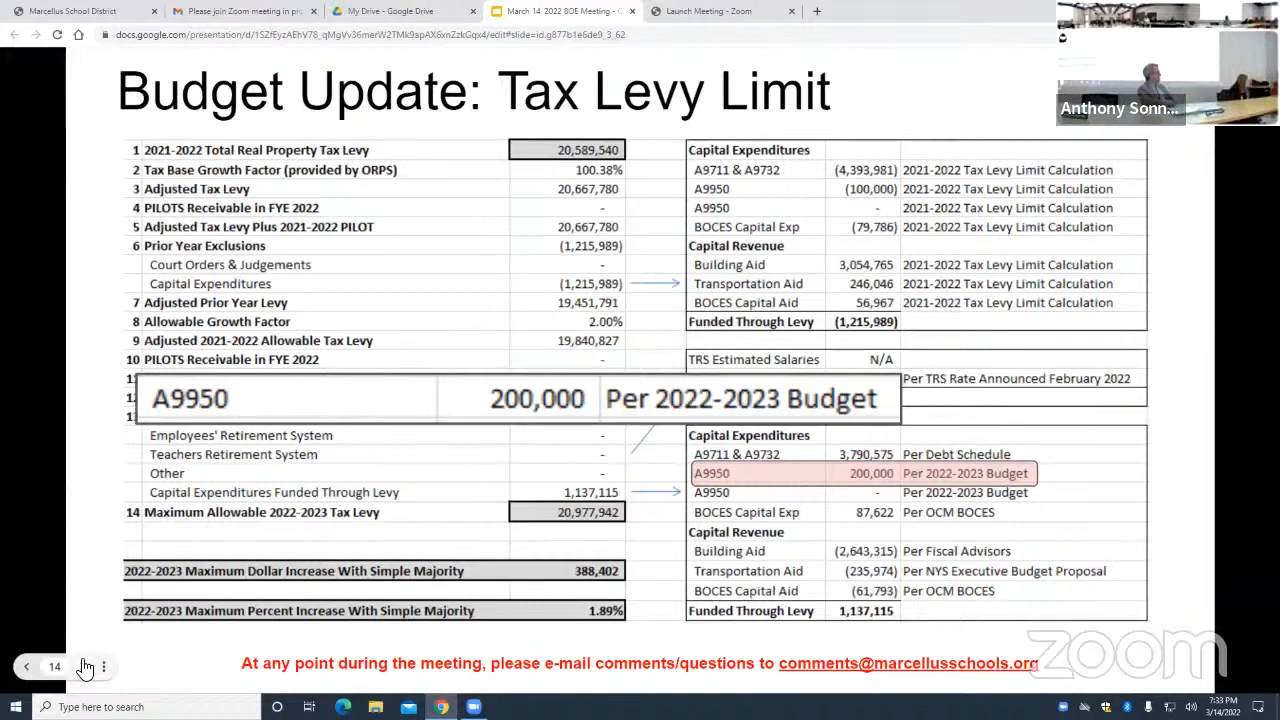 Marcellus School District
Please join Zoom meeting in pro
My Drive - Google Drive
March 14, 2022 BOE Meeting - G
Launch Meeting - Zoom
Anthony Sonn...
Budget Update: Tax Levy Limit
1 2021-2022 Total Real Property Tax Levy 20,589,540
2 Tax Base Growth Factor (provided by ORPS) 100.38%
3 Adjusted Tax Levy 20,667,780
4 PILOTS Receivable in FYE 2022 -
5 Adjusted Tax Levy Plus 2021-2022 PILOT 20,667,780
6 Prior Year Exclusions (1,215,989)
Court Orders & Judgements -
Capital Expenditures (1,215,989)
7 Adjusted Prior Year Levy 19,451,791
8 Allowable Growth Factor 2.00%
9 Adjusted 2021-2022 Allowable Tax Levy 19,840,827
10 PILOTS Receivable in FYE 2022 -
11
12
13
Employees' Retirement System -
Teachers Retirement System -
Other -
Capital Expenditures Funded Through Levy 1,137,115
14 Maximum Allowable 2022-2023 Tax Levy 20,977,942
2022-2023 Maximum Dollar Increase With Simple Majority 388,402
2022-2023 Maximum Percent Increase With Simple Majority 1.89%
Capital Expenditures
A9711 & A9732 (4,393,981) 2021-2022 Tax Levy Limit Calculation
A9950 (100,000) 2021-2022 Tax Levy Limit Calculation
A9950 - 2021-2022 Tax Levy Limit Calculation
BOCES Capital Exp (79,786) 2021-2022 Tax Levy Limit Calculation
Capital Revenue
Building Aid 3,054,765 2021-2022 Tax Levy Limit Calculation
Transportation Aid 246,046 2021-2022 Tax Levy Limit Calculation
BOCES Capital Aid 56,967 2021-2022 Tax Levy Limit Calculation
Funded Through Levy (1,215,989)
TRS Estimated Salaries N/A
Per TRS Rate Announced February 2022
A9950 200,000 Per 2022-2023 Budget
Capital Expenditures
A9711 & A9732 3,790,575 Per Debt Schedule
A9950 200,000 Per 2022-2023 Budget
A9950 - Per 2022-2023 Budget
BOCES Capital Exp 87,622 Per OCM BOCES
Capital Revenue
Building Aid (2,643,315) Per Fiscal Advisors
Transportation Aid (235,974) Per NYS Executive Budget Proposal
BOCES Capital Aid (61,793) Per OCM BOCES
Funded Through Levy 1,137,115
14
At any point during the meeting, please e-mail comments/questions to comments@marcellusschools.org
zoom
Type here to search
7:33 PM
3/14/2022